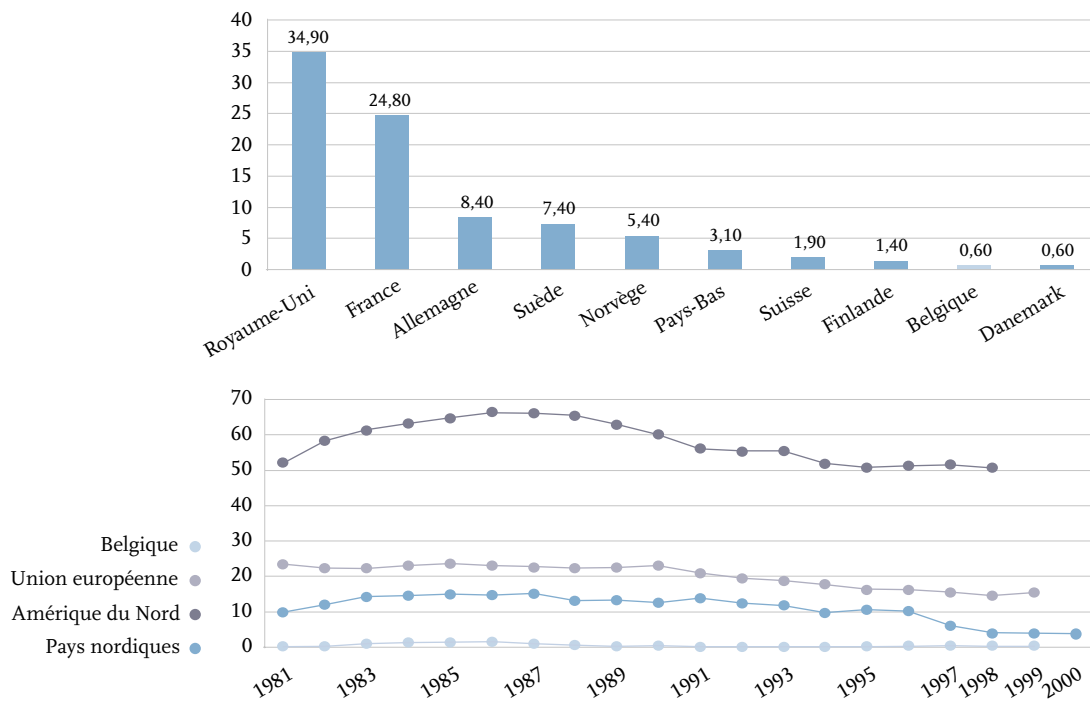 40
35
30
25
20
15
10
5
0
34,90
24,80
8,40
7,40
5,40
3,10
1,90
1,40
0,60
0,60
Royaume-Uni
France
Allemagne
Suède
Norvège
Pays-Bas
Suisse
Finlande
Belgique
Danemark
70
60
50
40
30
20
10
0
Belgique
Union européenne
Amérique du Nord
Pays nordiques
1981
1983
1985
1987
1989
1991
1993
1995
1997
1998
1999
2000